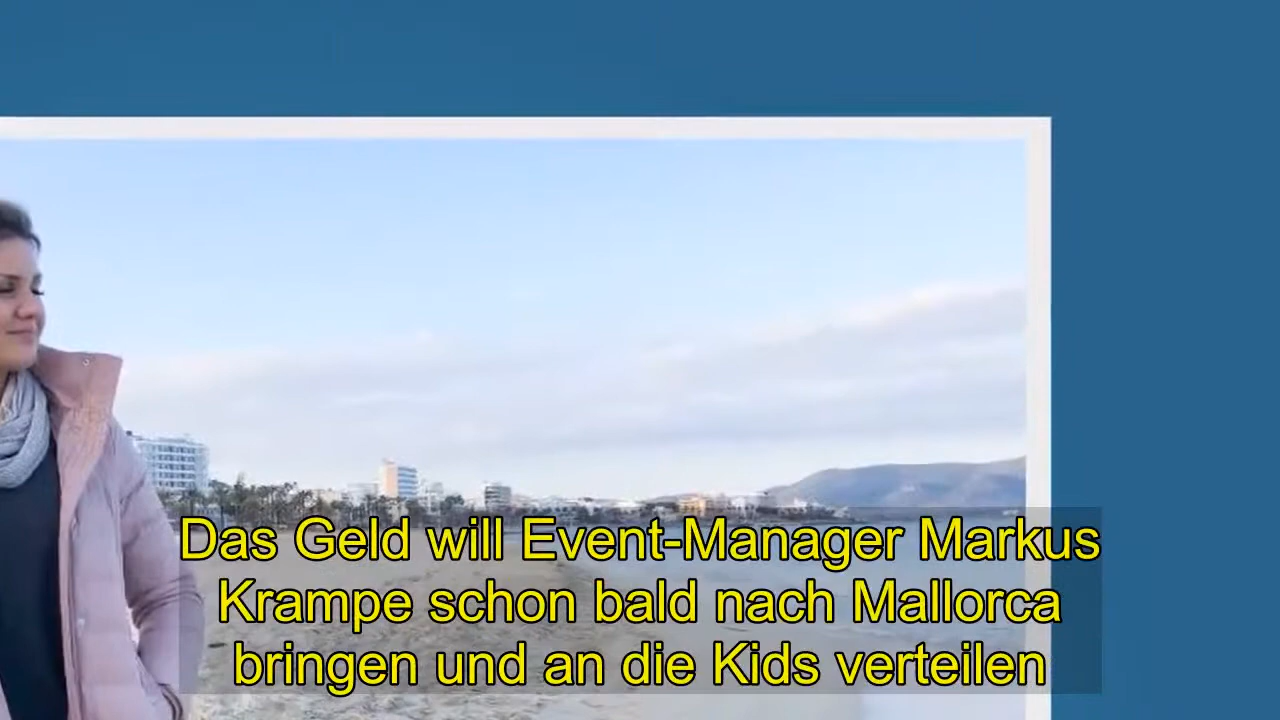 Das Geld will Event-Manager Markus
Krampe schon bald nach Mallorca
bringen und an die Kids verteilen